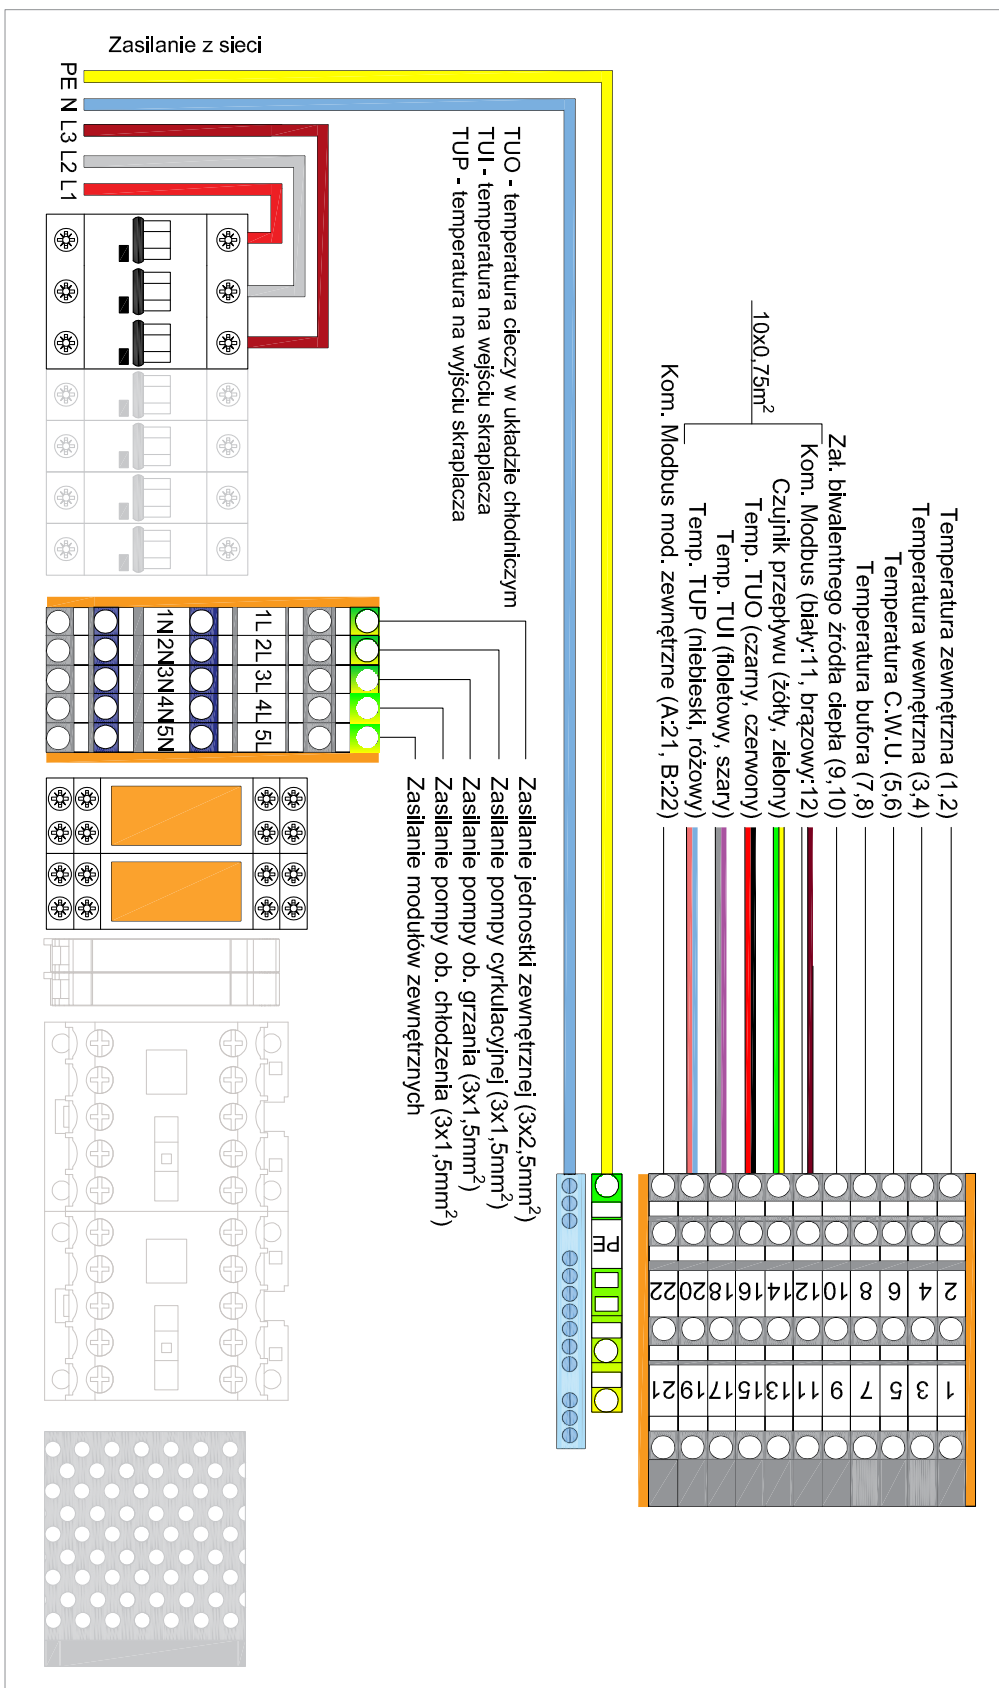 Zasilanie z sieci
PE
N
L3
L2
L1
TUO - temperatura cieczy w układzie chłodniczym
TUI - temperatura na wejściu skraplacza
TUP - temperatura na wyjściu skraplacza
10x0,75m²
Temperatura zewnętrzna (1,2)
Temperatura wewnętrzna (3,4)
Temperatura C.W.U. (5,6)
Temperatura bufora (7,8)
Zał. biwalentnego źródła ciepła (9,10)
Kom. Modbus (biały:11, brązowy:12)
Czujnik przepływu (żółty, zielony)
Temp. TUO (czarny, czerwony)
Temp. TUI (fioletowy, szary)
Temp. TUP (niebieski, różowy)
Kom. Modbus mod. zewnętrzne (A:21, B:22)
1N 1L
2N 2L
3N 3L
4N 4L
5N 5L
Zasilanie jednostki zewnętrznej (3x2,5mm²)
Zasilanie pompy cyrkulacyjnej (3x1,5mm²)
Zasilanie pompy ob. grzania (3x1,5mm²)
Zasilanie pompy ob. chłodzenia (3x1,5mm²)
Zasilanie modułów zewnętrznych
PE
22 20 18 16 14 12 10 8 6 4 2
21 19 17 15 13 11 9 7 5 3 1